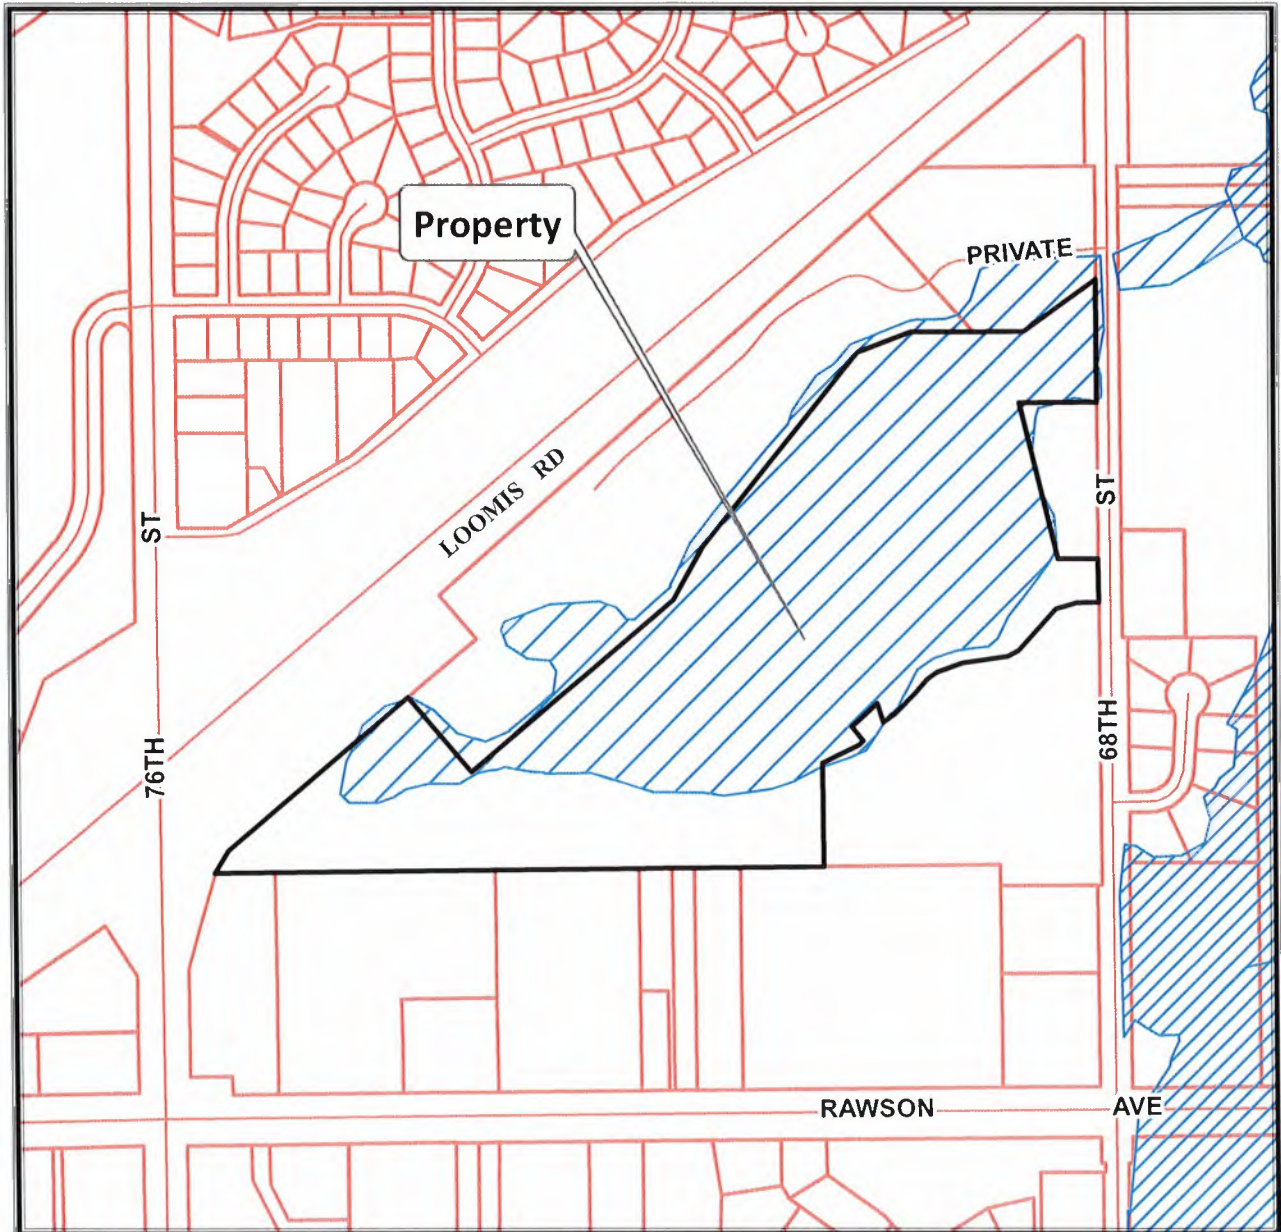 Property
PRIVATE
LOOMIS RD
ST
ST
76TH
68TH
RAWSON AVE